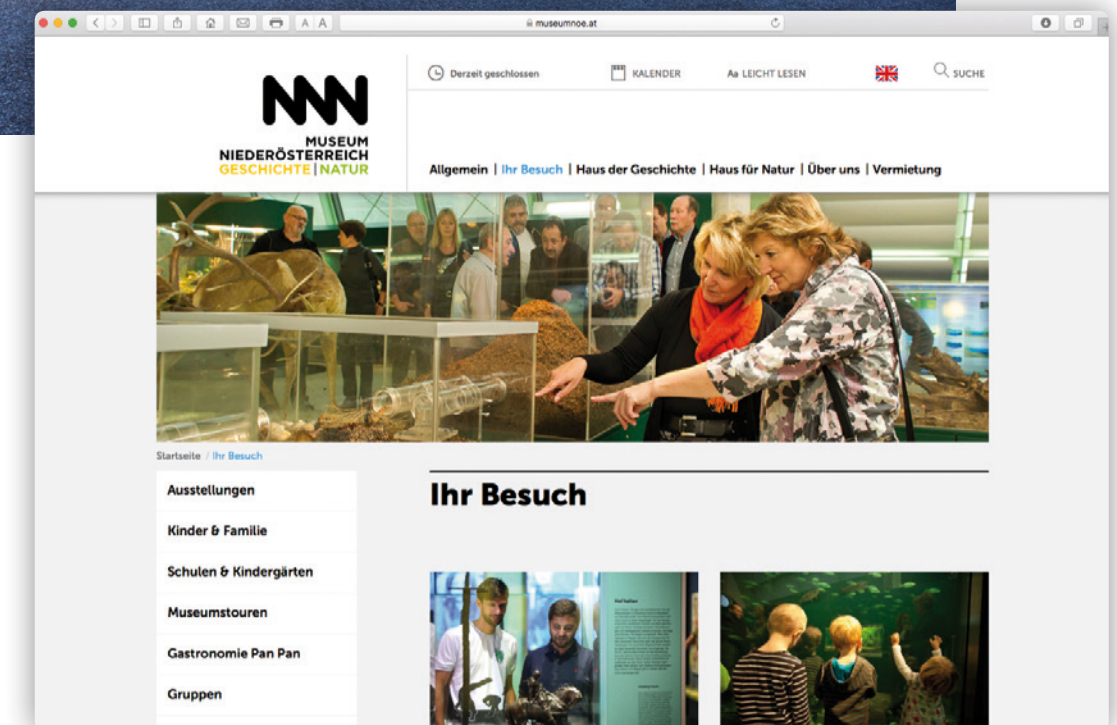 A A
museumnoe.at
Derzeit geschlossen
KALENDER
Aa LEICHT LESEN
SUCHE
MUSEUM
NIEDERÖSTERREICH
GESCHICHTE | NATUR
Allgemein | Ihr Besuch | Haus der Geschichte | Haus für Natur | Über uns | Vermietung
Startseite / Ihr Besuch
Ausstellungen
Kinder & Familie
Schulen & Kindergärten
Museumstouren
Gastronomie Pan Pan
Gruppen
Ihr Besuch